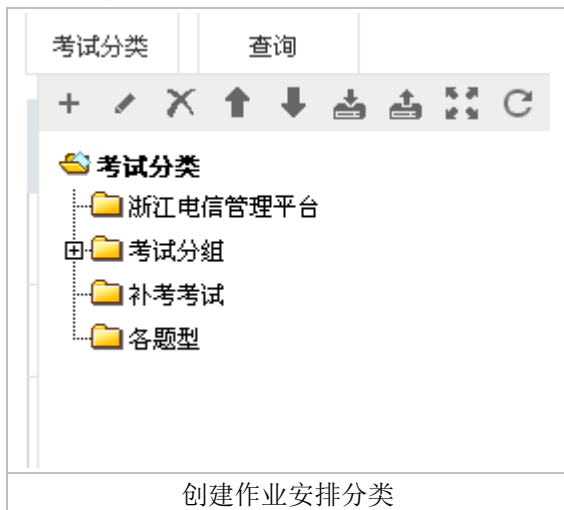 考试分类 查询
考试分类
浙江电信管理平台
考试分组
补考考试
各题型
创建作业安排分类